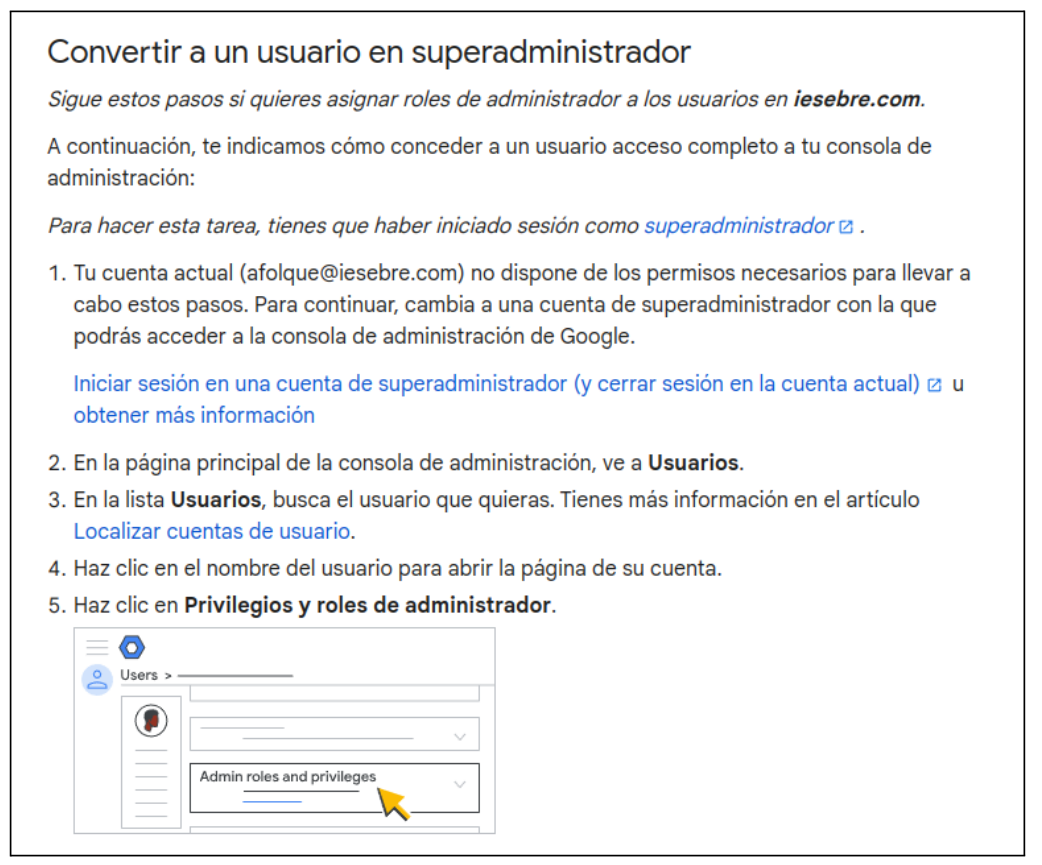 Convertir a un usuario en superadministrador
Sigue estos pasos si quieres asignar roles de administrador a los usuarios en iesebre.com.
A continuación, te indicamos cómo conceder a un usuario acceso completo a tu consola de
administración:
Para hacer esta tarea, tienes que haber iniciado sesión como superadministrador .
1. Tu cuenta actual (afolque@iesebre.com) no dispone de los permisos necesarios para llevar a
cabo estos pasos. Para continuar, cambia a una cuenta de superadministrador con la que
podrás acceder a la consola de administración de Google.
Iniciar sesión en una cuenta de superadministrador (y cerrar sesión en la cuenta actual) u
obtener más información
2. En la página principal de la consola de administración, ve a Usuarios.
3. En la lista Usuarios, busca el usuario que quieras. Tienes más información en el artículo
Localizar cuentas de usuario.
4. Haz clic en el nombre del usuario para abrir la página de su cuenta.
5. Haz clic en Privilegios y roles de administrador.
Users >
Admin roles and privileges